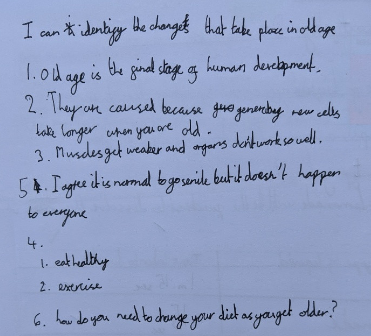 I can identify the changes that take place in old age
1. Old age is the final stage of human development.
2. They are caused because generating new cells
take longer when you are old.
3. Muscles get weaker and organs don't work so well.
5. I agree it is normal to go senile but it doesn't happen
to everyone
4.
1. eat healthy
2. exercise
6. how do you need to change your diet as you get older?